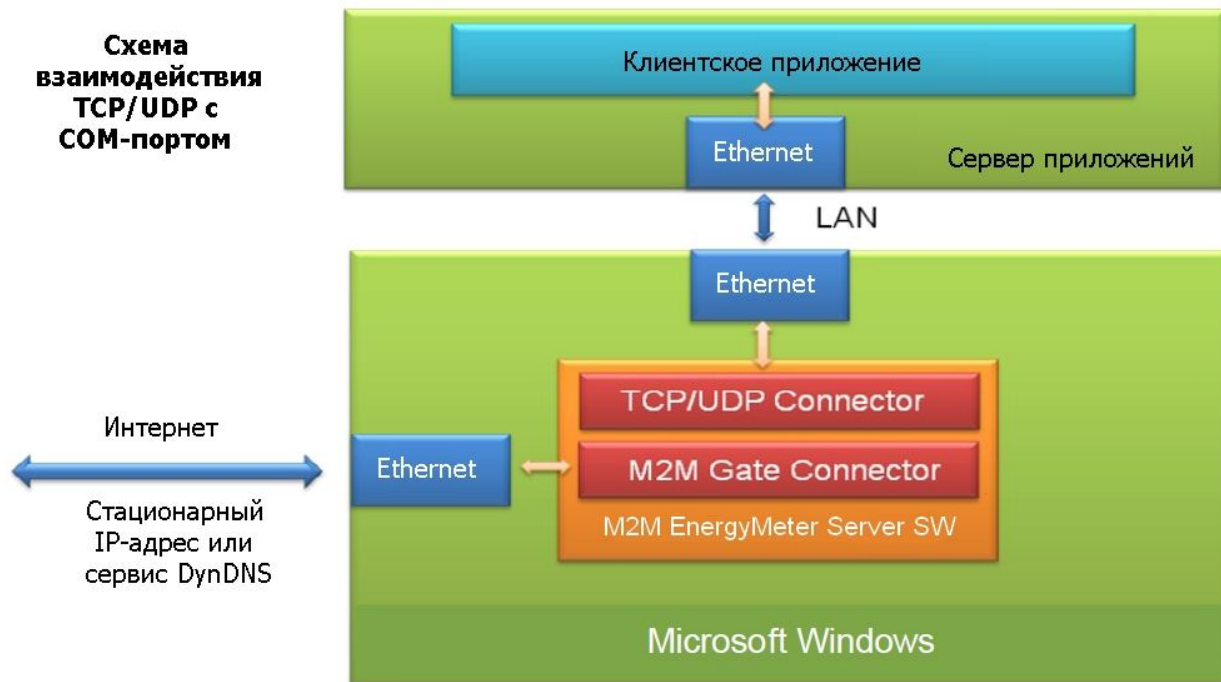 Схема
взаимодействия
TCP/UDP с
COM-портом
Клиентское приложение
Ethernet
Сервер приложений
LAN
Ethernet
TCP/UDP Connector
Интернет
Ethernet
M2M Gate Connector
Стационарный
IP-адрес или
сервис DynDNS
M2M EnergyMeter Server SW
Microsoft Windows